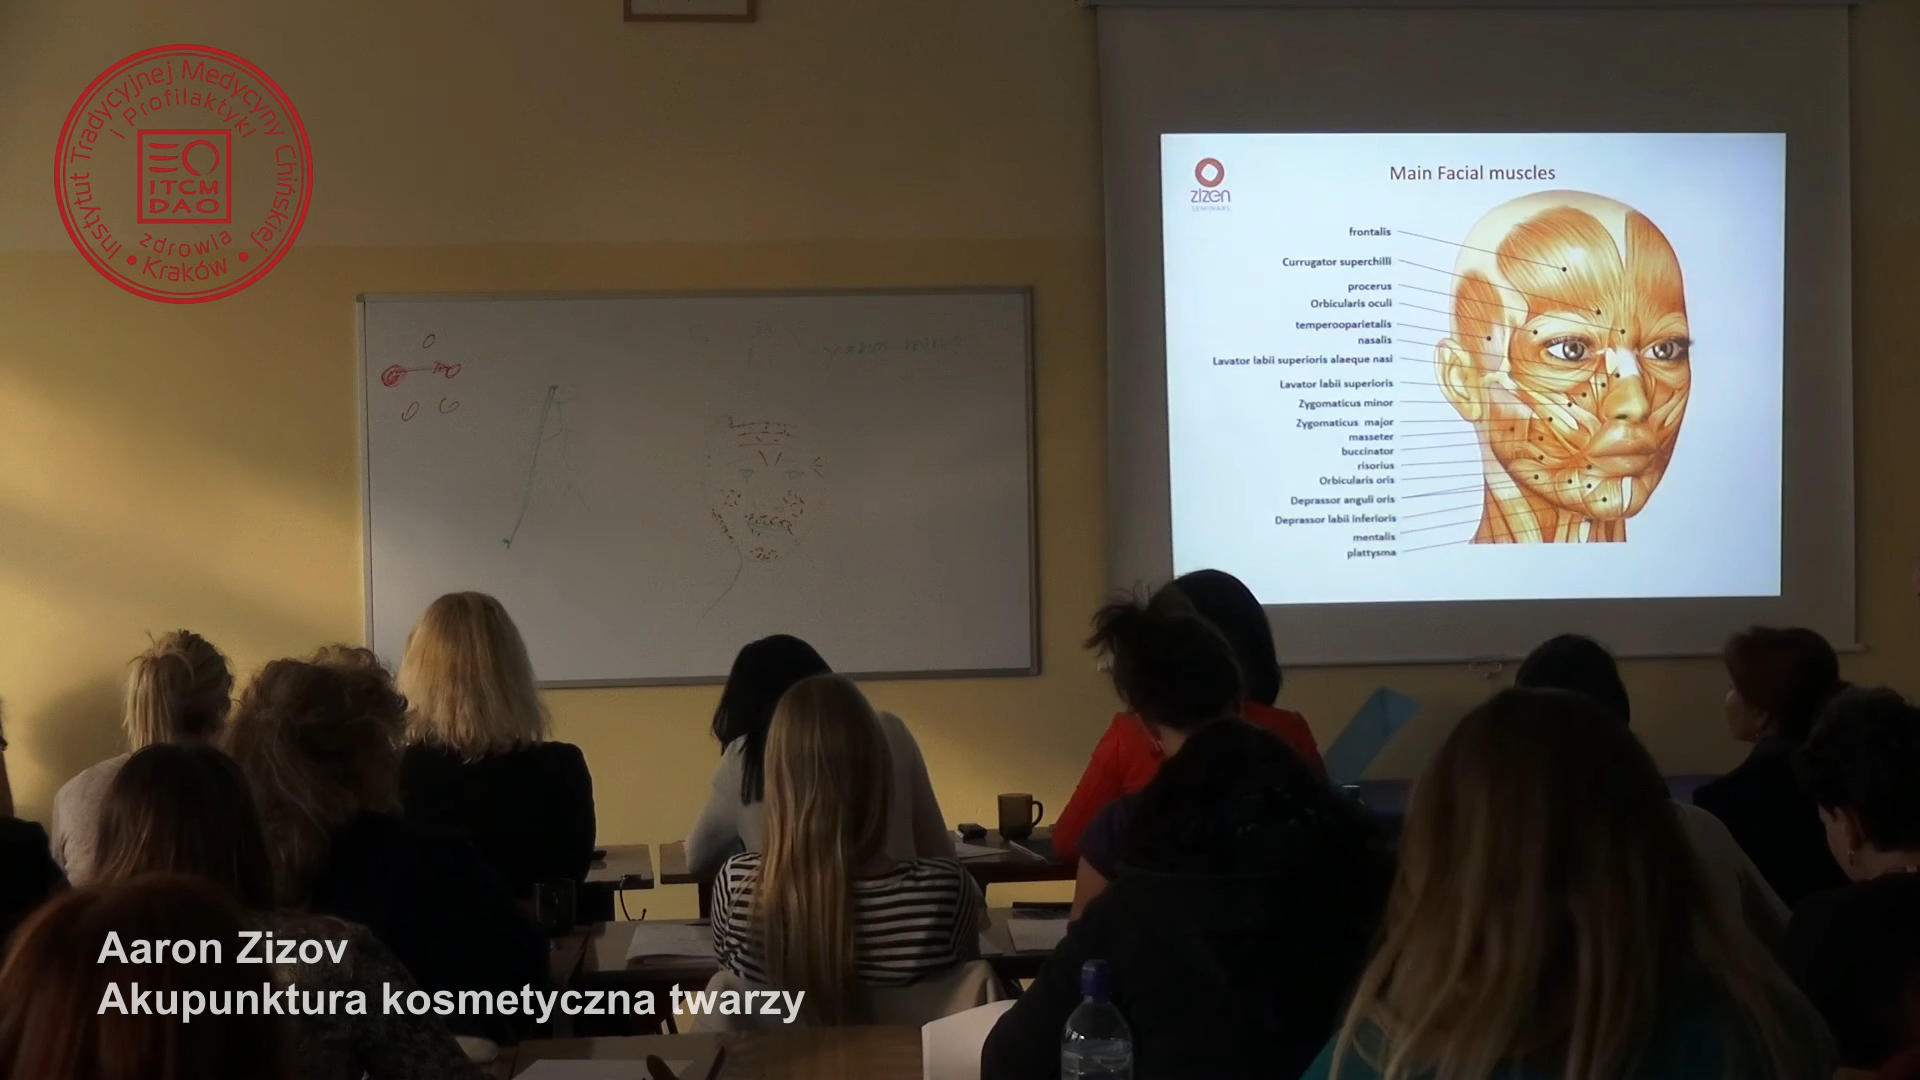 Instytut Tradycyjnej Medycyny Chińskiej
i Profilaktyki
ITCM
DAO
zdrowia
• Kraków •
zizen
SEMINARS
Main Facial muscles
frontalis
Currugator superchilli
procerus
Orbicularis oculi
temperooparietalis
nasalis
Lavator labii superioris alaeque nasi
Lavator labii superioris
Zygomaticus minor
Zygomaticus major
masseter
buccinator
risorius
Orbicularis oris
Deprassor anguli oris
Deprassor labii inferioris
mentalis
plattysma
Aaron Zizov
Akupunktura kosmetyczna twarzy